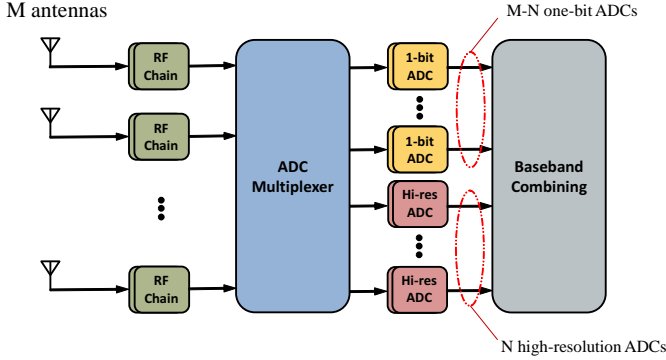 M antennas
M-N one-bit ADCs
RF
Chain
RF
Chain
RF
Chain
ADC
Multiplexer
1-bit
ADC
1-bit
ADC
Hi-res
ADC
Hi-res
ADC
Baseband
Combining
N high-resolution ADCs